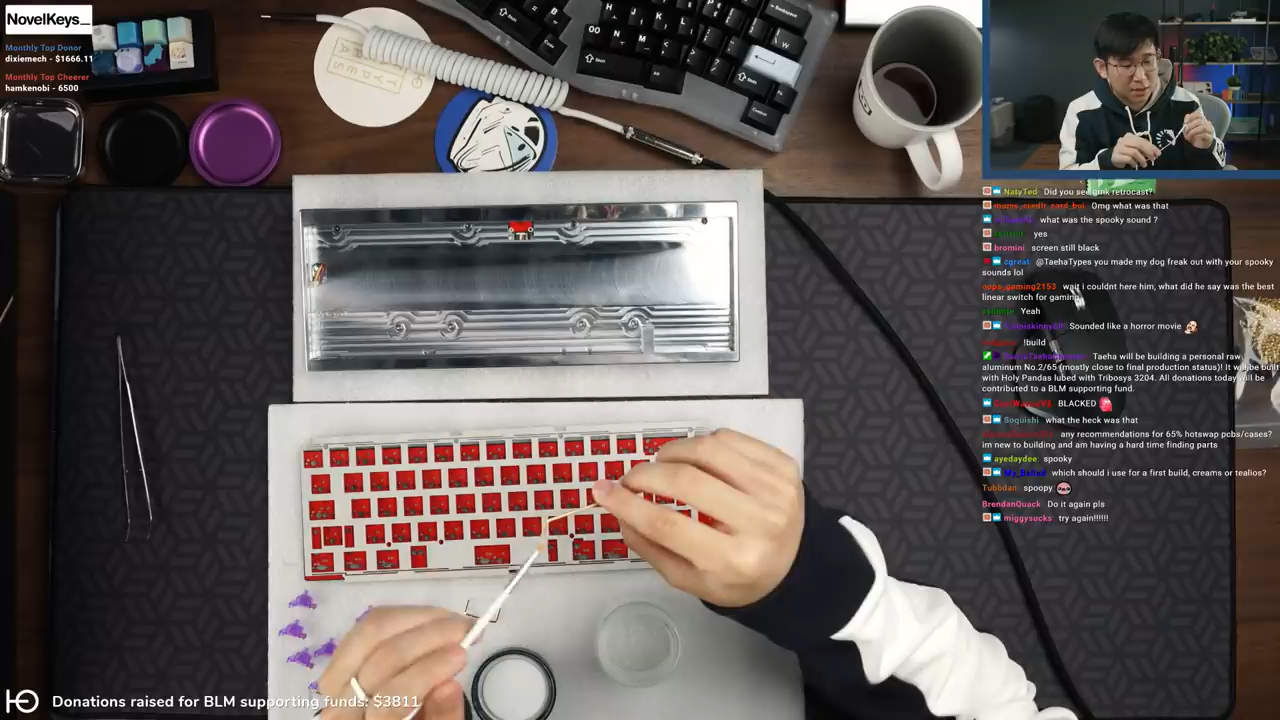 NovelKeys_
Monthly Top Donor
dixiemech - $1666.11
Monthly Top Cheerer
hamkenobi - 6500
NatyTed Did you see gmk retrocast?
Omg what was that
what was the spooky sound ?
yes
bromini screen still black
@TaehaTypes you made my dog freak out with your spooky
sounds lol
oops_gaming2153 wait i couldnt here him, what did he say was the best
linear switch for gaming
Yeah
Sounded like a horror movie
!build
Taeha will be building a personal raw
aluminum No.2/65 (mostly close to final production status)! It will be built
with Holy Pandas lubed with Tribosys 3204. All donations today will be
contributed to a BLM supporting fund.
BLACKED
Soquishi what the heck was that
any recommendations for 65% hotswap pcbs/cases?
im new to building and am having a hard time finding parts
ayedaydee: spooky
which should i use for a first build, creams or tealios?
Tubbdan: spoopy
BrendanQuack Do it again pls
miggysucks: try again!!!!!!
Donations raised for BLM supporting funds: $3811